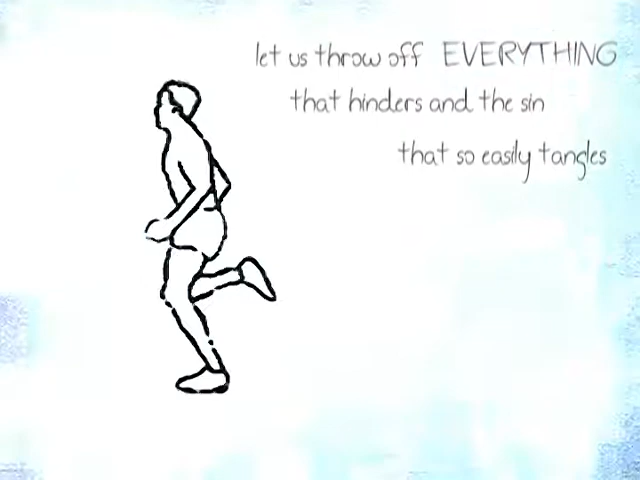 let us throw off EVERYTHING
that hinders and the sin
that so easily tangles